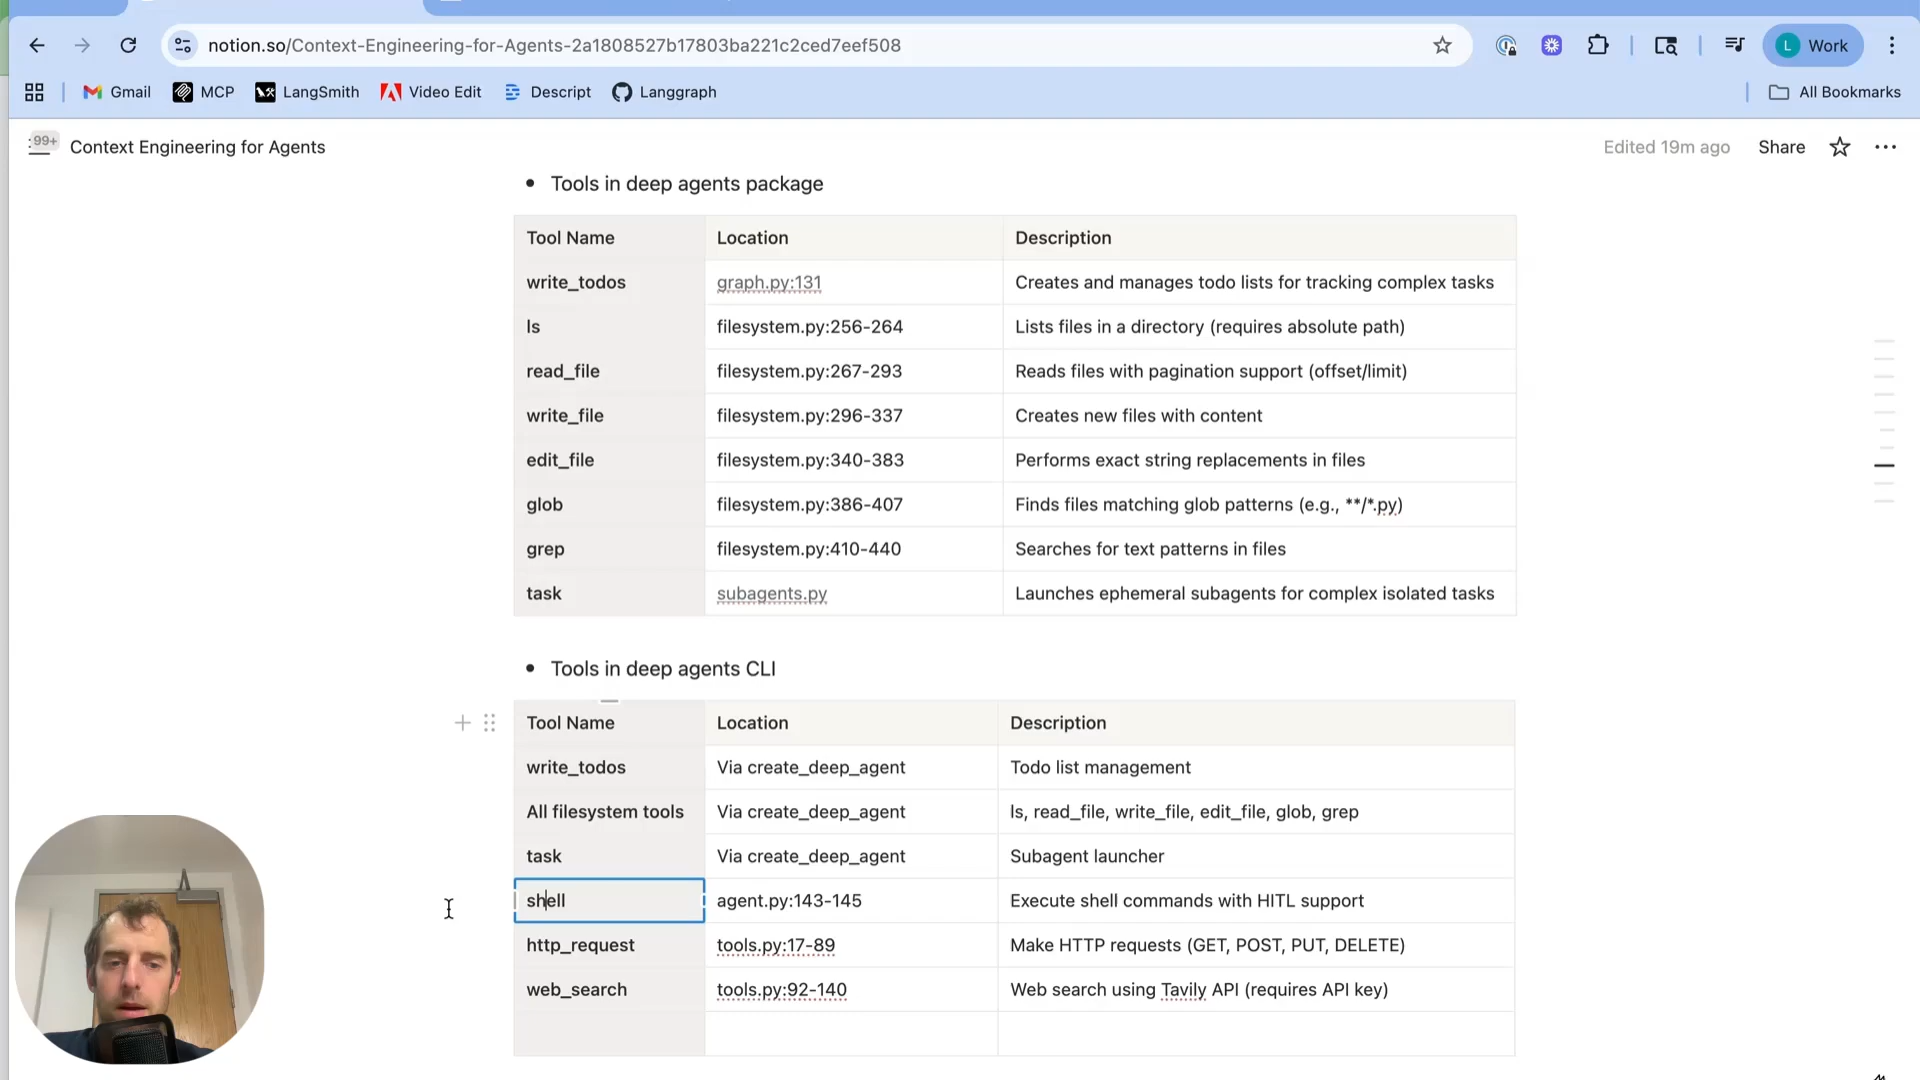 notion.so/Context-Engineering-for-Agents-2a1808527b17803ba221c2ced7eef508
L Work
Gmail MCP LangSmith Video Edit Descript Langgraph All Bookmarks
99+ Context Engineering for Agents Edited 19m ago Share
• Tools in deep agents package
Tool Name Location Description
write_todos graph.py:131 Creates and manages todo lists for tracking complex tasks
ls filesystem.py:256-264 Lists files in a directory (requires absolute path)
read_file filesystem.py:267-293 Reads files with pagination support (offset/limit)
write_file filesystem.py:296-337 Creates new files with content
edit_file filesystem.py:340-383 Performs exact string replacements in files
glob filesystem.py:386-407 Finds files matching glob patterns (e.g., **/*.py)
grep filesystem.py:410-440 Searches for text patterns in files
task subagents.py Launches ephemeral subagents for complex isolated tasks
• Tools in deep agents CLI
Tool Name Location Description
write_todos Via create_deep_agent Todo list management
All filesystem tools Via create_deep_agent ls, read_file, write_file, edit_file, glob, grep
task Via create_deep_agent Subagent launcher
shell agent.py:143-145 Execute shell commands with HITL support
http_request tools.py:17-89 Make HTTP requests (GET, POST, PUT, DELETE)
web_search tools.py:92-140 Web search using Tavily API (requires API key)